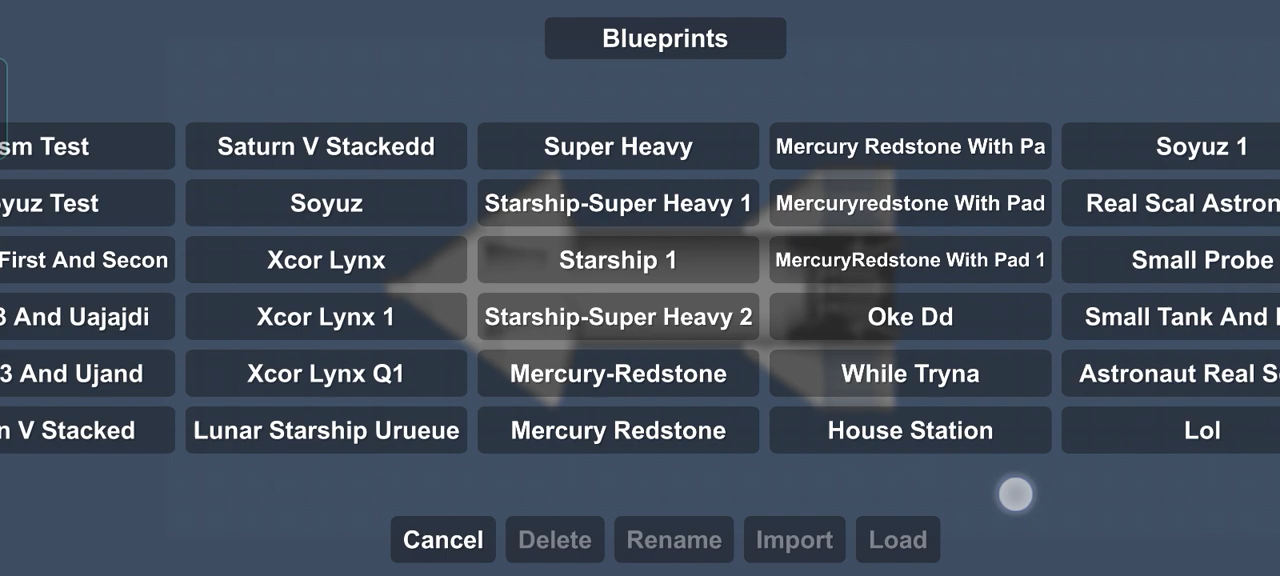 Blueprints
sm Test
Saturn V Stackedd
Super Heavy
Mercury Redstone With Pa
Soyuz 1
yuz Test
Soyuz
Starship-Super Heavy 1
Mercuryredstone With Pad
Real Scal Astron
First And Secon
Xcor Lynx
Starship 1
MercuryRedstone With Pad 1
Small Probe
3 And Uajajdi
Xcor Lynx 1
Starship-Super Heavy 2
Oke Dd
Small Tank And
3 And Ujand
Xcor Lynx Q1
Mercury-Redstone
While Tryna
Astronaut Real S
n V Stacked
Lunar Starship Urueue
Mercury Redstone
House Station
Lol
Cancel
Delete
Rename
Import
Load